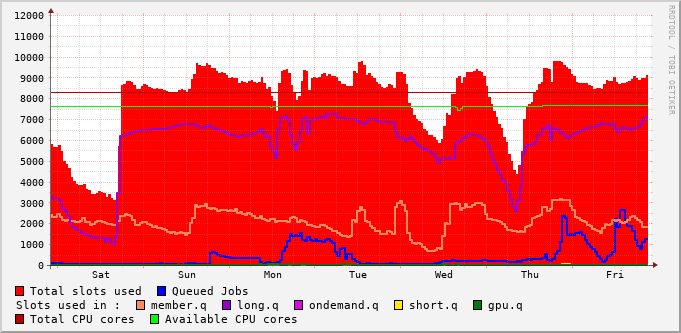 12000
11000
10000
9000
8000
7000
6000
5000
4000
3000
2000
1000
0
Sat Sun Mon Tue Wed Thu Fri
RRDTOOL / TOBI OETIKER
Total slots used Queued Jobs
Slots used in : member.q long.q ondemand.q short.q gpu.q
Total CPU cores Available CPU cores